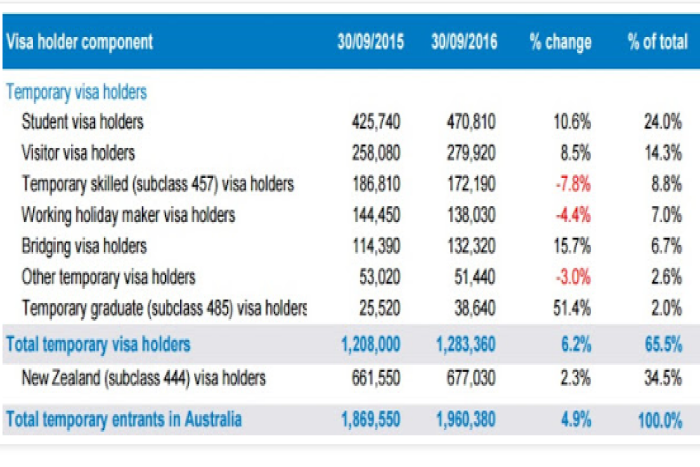 Visa holder component 30/09/2015 30/09/2016 % change % of total
Temporary visa holders
Student visa holders 425,740 470,810 10.6% 24.0%
Visitor visa holders 258,080 279,920 8.5% 14.3%
Temporary skilled (subclass 457) visa holders 186,810 172,190 -7.8% 8.8%
Working holiday maker visa holders 144,450 138,030 -4.4% 7.0%
Bridging visa holders 114,390 132,320 15.7% 6.7%
Other temporary visa holders 53,020 51,440 -3.0% 2.6%
Temporary graduate (subclass 485) visa holders 25,520 38,640 51.4% 2.0%
Total temporary visa holders 1,208,000 1,283,360 6.2% 65.5%
New Zealand (subclass 444) visa holders 661,550 677,030 2.3% 34.5%
Total temporary entrants in Australia 1,869,550 1,960,380 4.9% 100.0%